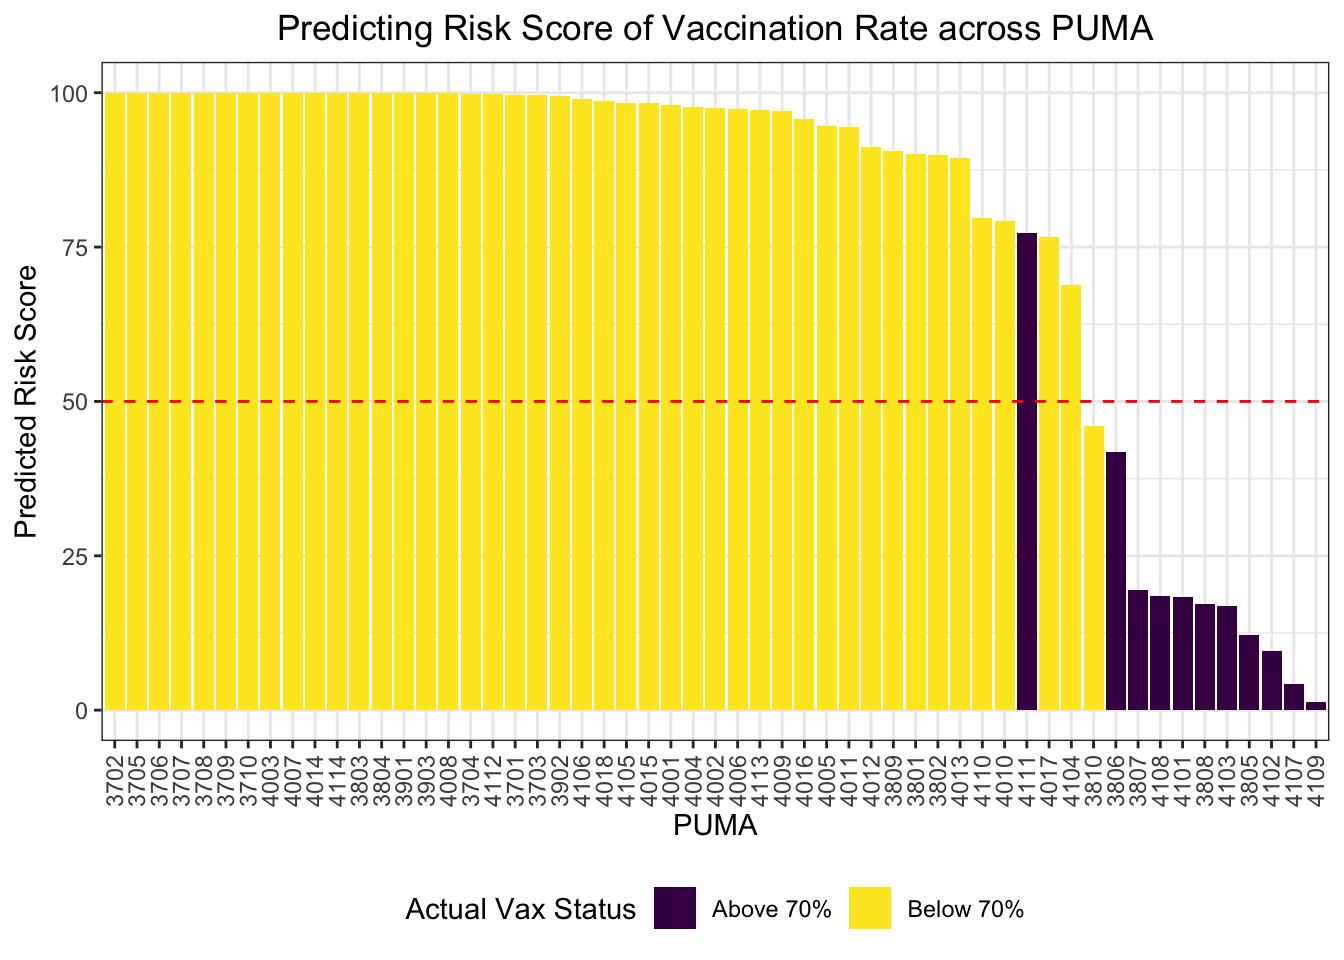 Predicting Risk Score of Vaccination Rate across PUMA
Predicted Risk Score
100
75
50
25
0
3702 3705 3706 3707 3708 3709 3710 4003 4007 4014 4114 3803 3804 3901 3903 4008 3704 4112 3701 3703 3902 4106 4018 4105 4015 4001 4004 4002 4006 4113 4009 4016 4005 4011 4012 3809 3801 3802 4013 4110 4010 4111 4017 4104 3810 3806 3807 4108 4101 3808 4103 3805 4102 4107 4109
PUMA
Actual Vax Status Above 70% Below 70%